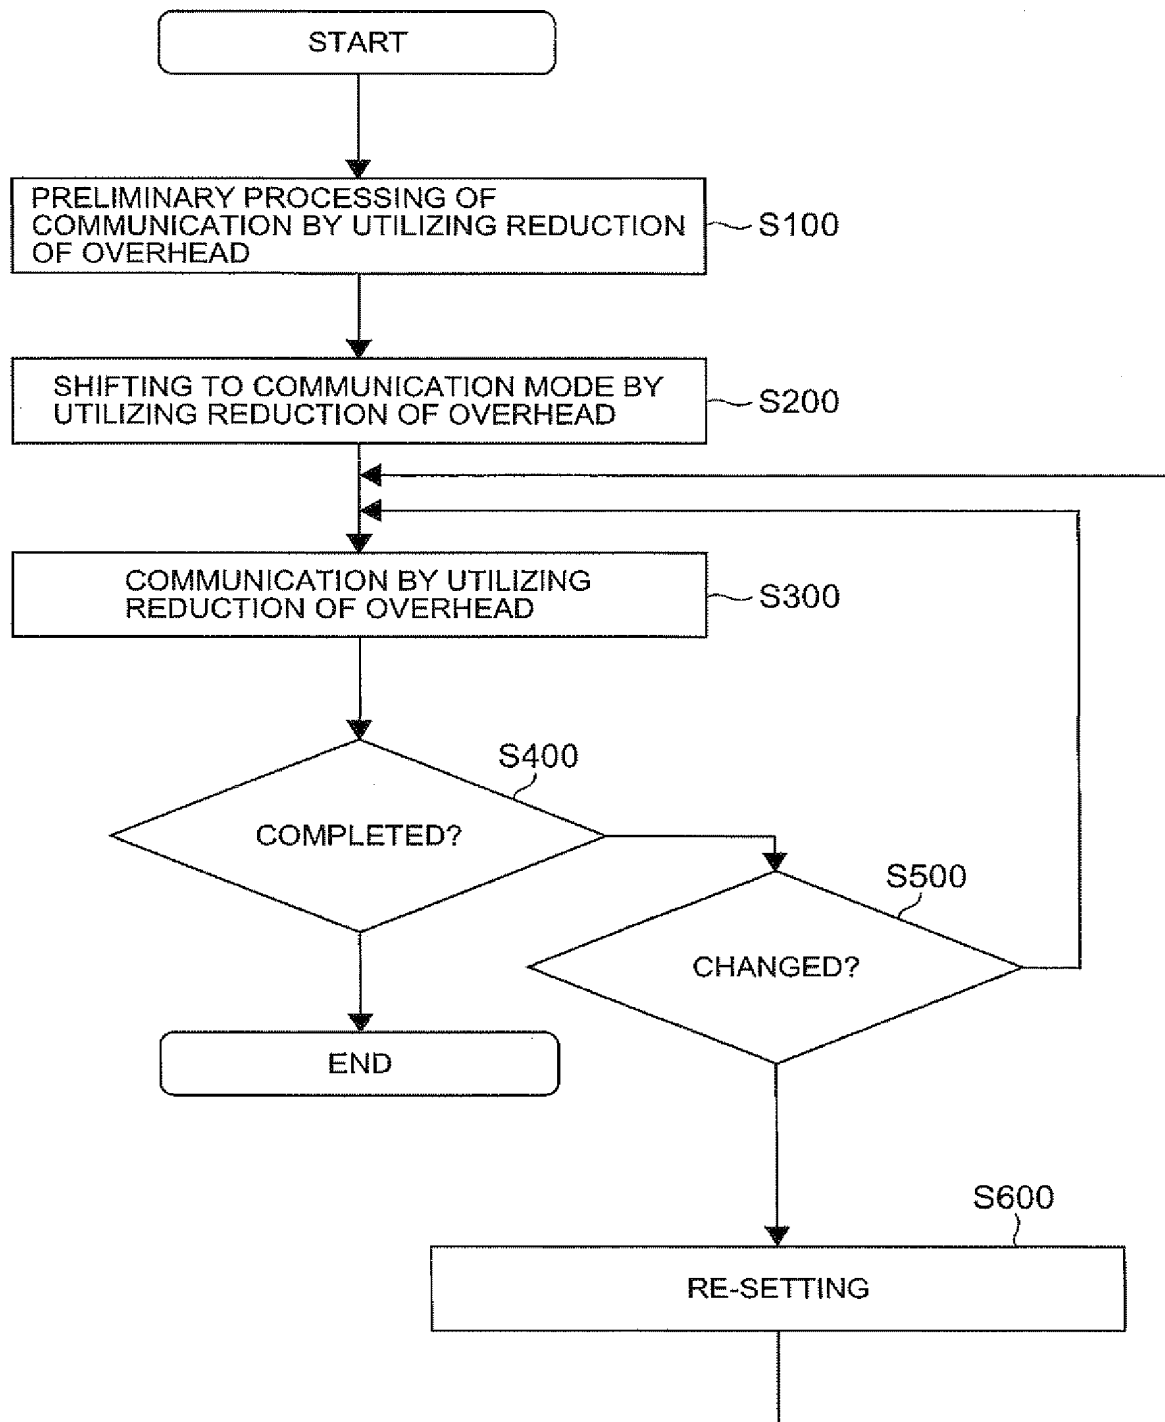 START
PRELIMINARY PROCESSING OF
COMMUNICATION BY UTILIZING REDUCTION
OF OVERHEAD
S100
SHIFTING TO COMMUNICATION MODE BY
UTILIZING REDUCTION OF OVERHEAD
S200
COMMUNICATION BY UTILIZING
REDUCTION OF OVERHEAD
S300
S400
COMPLETED?
S500
CHANGED?
END
S600
RE-SETTING